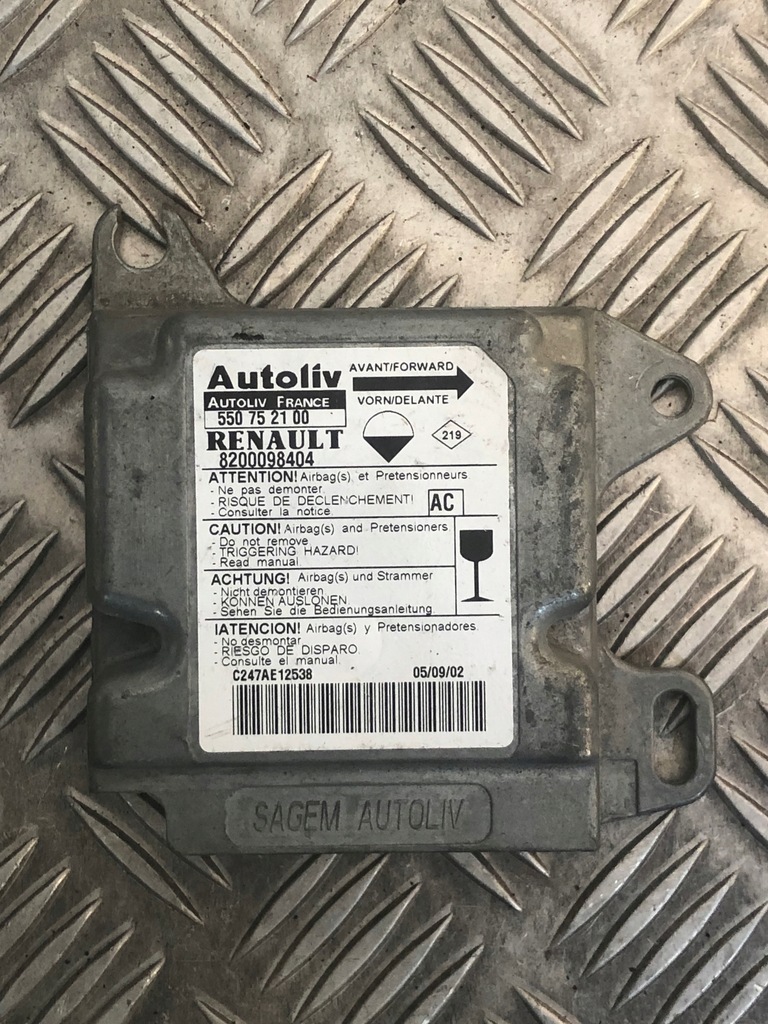 Autoliv
AVANT/FORWARD
AUTOLIV FRANCE
VORN/DELANTE
550 75 21 00
RENAULT
219
8200098404
ATTENTION! Airbag(s) et Pretensionneurs
- Ne pas demonter
- RISQUE DE DECLENCHEMENT!
- Consulter la notice
AC
CAUTION! Airbag(s) and Pretensioners
- Do not remove
- TRIGGERING HAZARD!
- Read manual
ACHTUNG! Airbag(s) und Strammer
- Nicht demontieren
- KONNEN AUSLONEN
- Sehen Sie die Bedienungsanleitung
!ATENCION! Airbag(s) y Pretensionadores
- No desmontar
- RIESGO DE DISPARO.
- Consulte el manual.
C247AE12538 05/09/02
SAGEM AUTOLIV